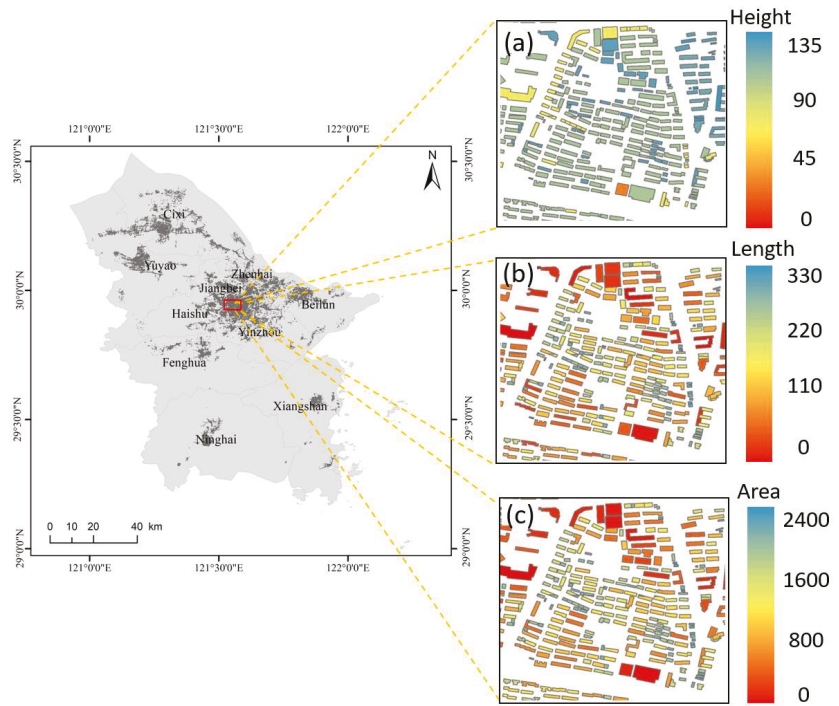 Height
(a)
135
90
45
0
121°0'0"E
121°30'0"E
122°0'0"E
N
30°30'0"N
30°30'0"N
Cixi
Yuyao
Zhenhai
Jiangbei
30°0'0"N
Beilun
30°0'0"N
Haishu
Yinzhou
Fenghua
Xiangshan
29°30'0"N
29°30'0"N
Ninghai
0 10 20 40 km
29°0'0"N
29°0'0"N
121°0'0"E
121°30'0"E
122°0'0"E
Length
(b)
330
220
110
0
Area
(c)
2400
1600
800
0